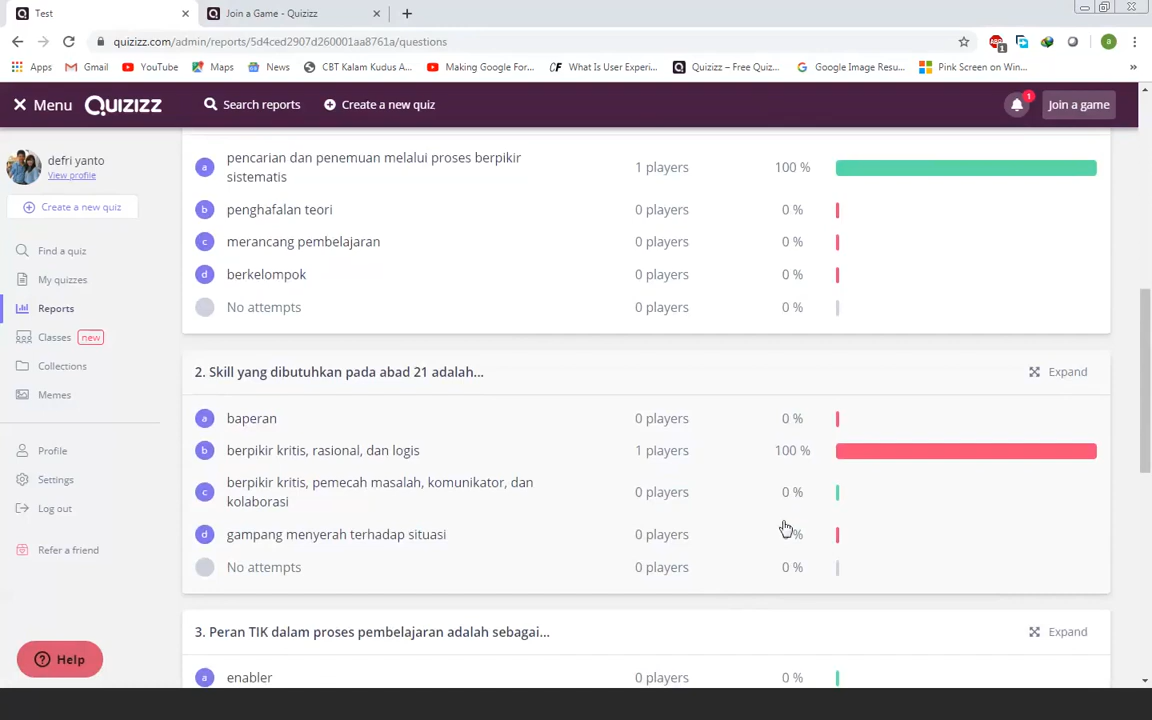 Test
Join a Game - Quizizz
quizizz.com/admin/reports/5d4ced2907d260001aa8761a/questions
ABP
1
a
Apps
Gmail
YouTube
Maps
News
CBT Kalam Kudus A...
Making Google For...
What Is User Experi...
Quizizz – Free Quiz...
Google Image Resu...
Pink Screen on Win...
Menu
QUIZIZZ
Search reports
Create a new quiz
1
Join a game
defri yanto
View profile
Create a new quiz
Find a quiz
My quizzes
Reports
Classes new
Collections
Memes
Profile
Settings
Log out
Refer a friend
Help
a pencarian dan penemuan melalui proses berpikir
sistematis
1 players 100 %
b penghafalan teori 0 players 0 %
c merancang pembelajaran 0 players 0 %
d berkelompok 0 players 0 %
No attempts 0 players 0 %
2. Skill yang dibutuhkan pada abad 21 adalah... Expand
a baperan 0 players 0 %
b berpikir kritis, rasional, dan logis 1 players 100 %
c berpikir kritis, pemecah masalah, komunikator, dan
kolaborasi
0 players 0 %
d gampang menyerah terhadap situasi 0 players %
No attempts 0 players 0 %
3. Peran TIK dalam proses pembelajaran adalah sebagai... Expand
a enabler 0 players 0 %